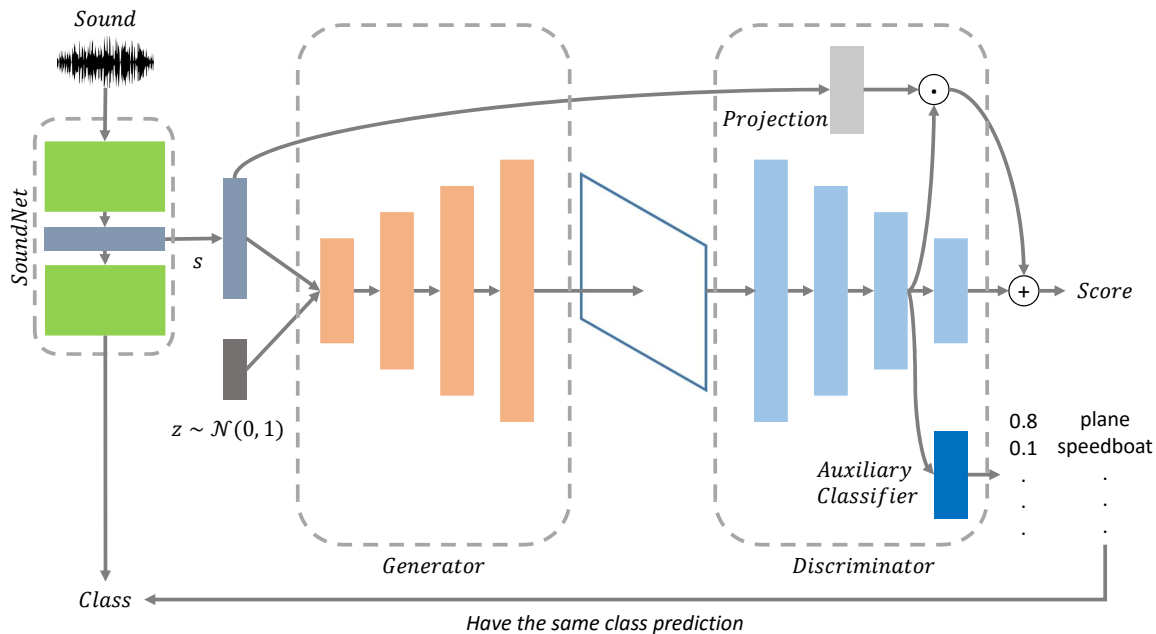 Sound
SoundNet
s
z ~ 𝒩(0, 1)
Generator
Projection
·
+
Score
Auxiliary
Classifier
0.8 plane
0.1 speedboat
. .
. .
. .
Discriminator
Class
Have the same class prediction